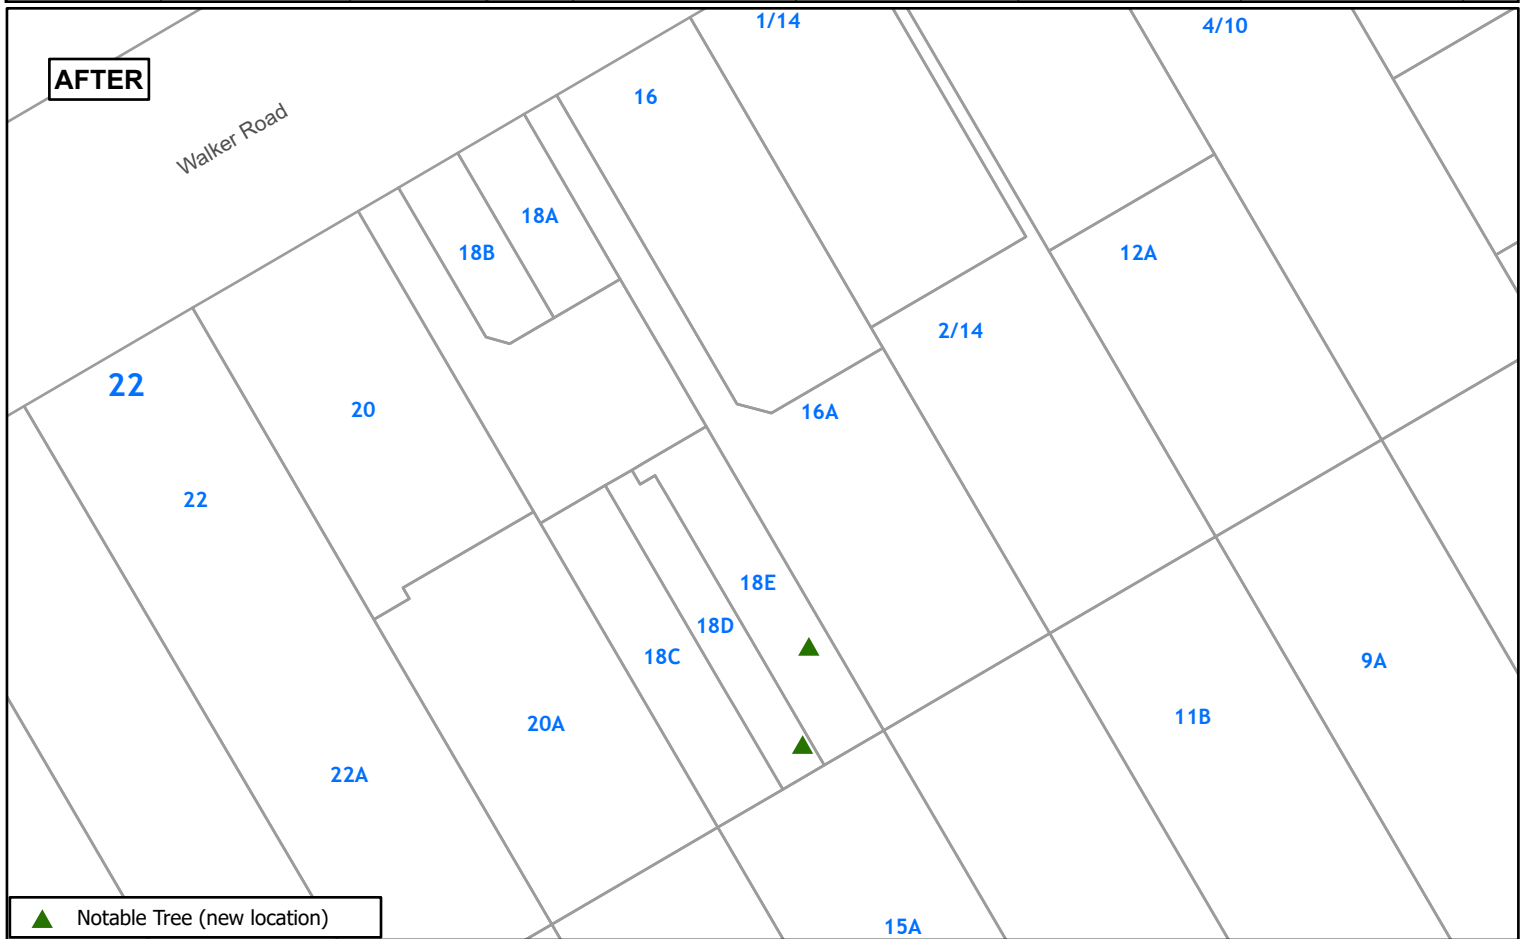 1/14
4/10
AFTER
16
Walker Road
18A
18B
12A
2/14
22
20
16A
22
18E
18D
18C
9A
11B
20A
22A
Notable Tree (new location)
15A